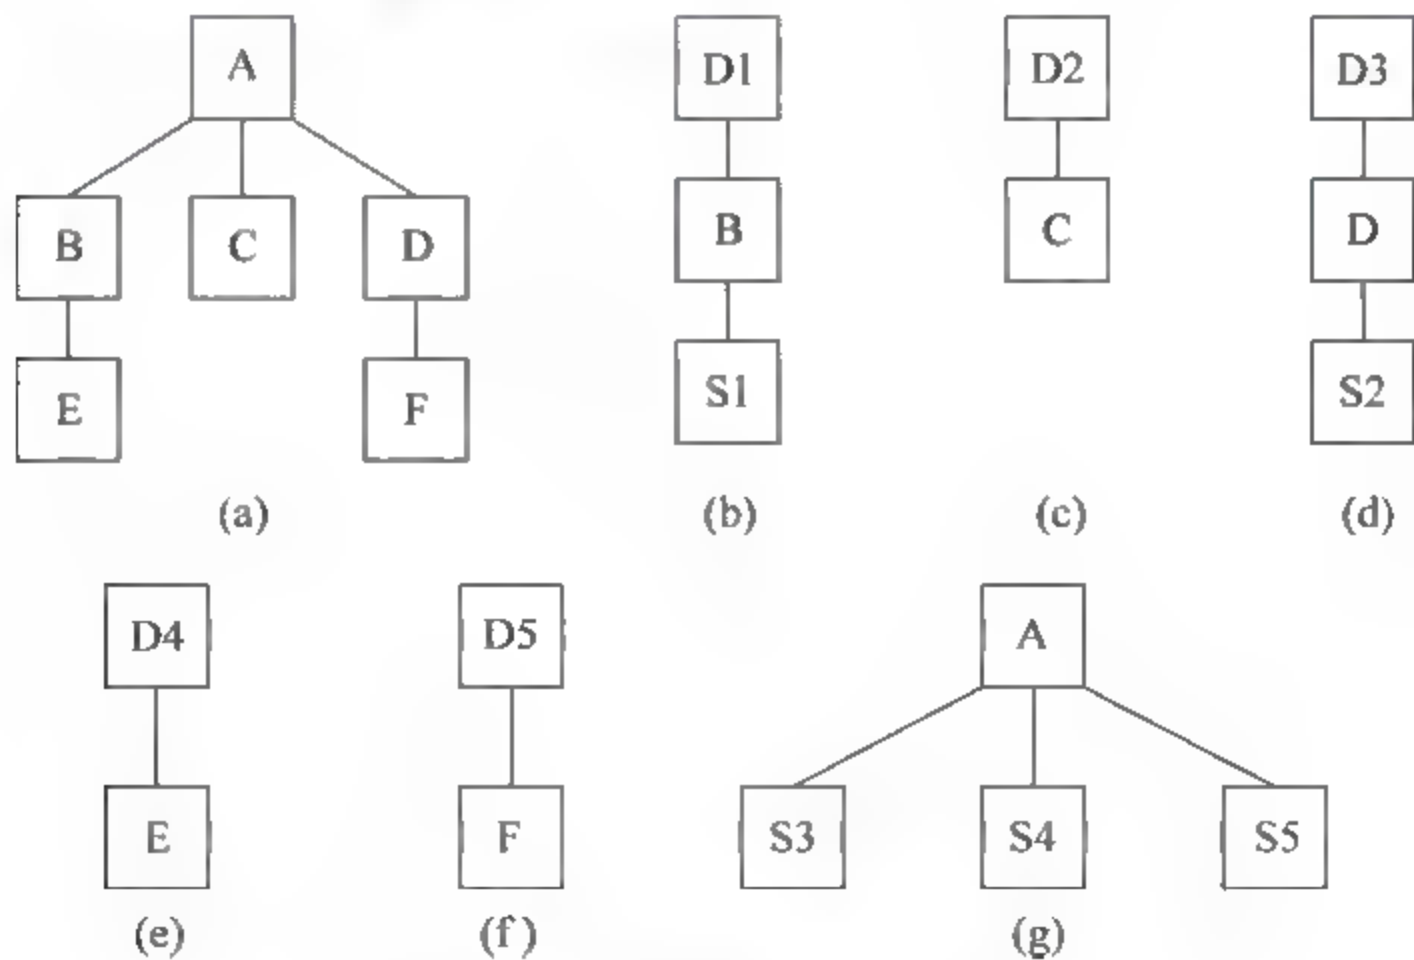 A D1 D2 D3
B C D B C D
E F S1 S2
(a) (b) (c) (d)
D4 D5 A
E F S3 S4 S5
(e) (f) (g)